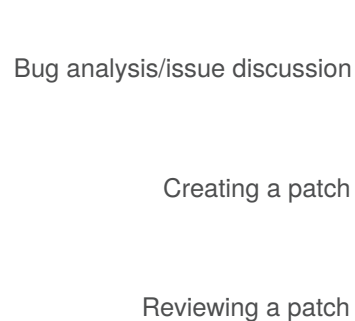 Bug analysis/issue discussion
Creating a patch
Reviewing a patch